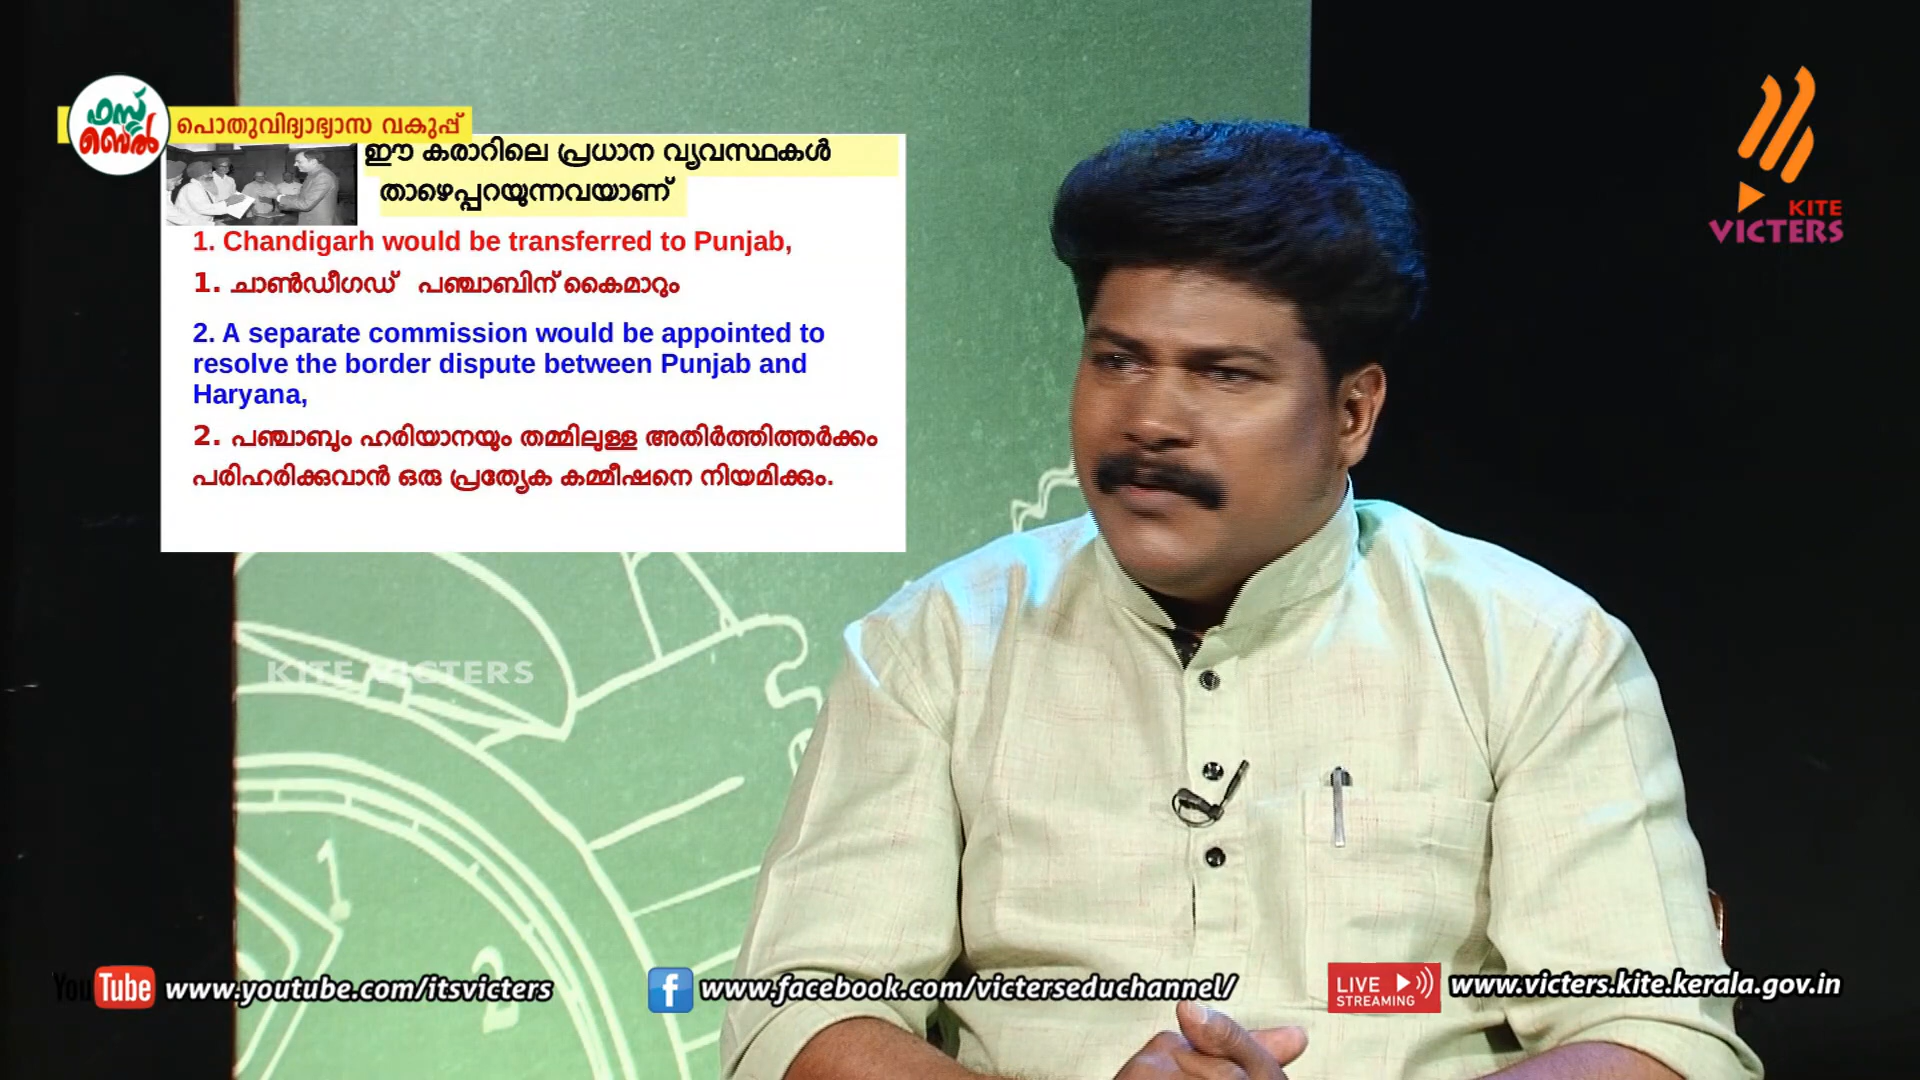 ഫസ്റ്റ്
ബെൽ
പൊതുവിദ്യാഭ്യാസ വകുപ്പ്
ഈ കരാറിലെ പ്രധാന വ്യവസ്ഥകൾ
താഴെപ്പറയുന്നവയാണ്
1. Chandigarh would be transferred to Punjab,
1. ചാൺഡീഗഡ് പഞ്ചാബിന് കൈമാറും
2. A separate commission would be appointed to
resolve the border dispute between Punjab and
Haryana,
2. പഞ്ചാബും ഹരിയാനയും തമ്മിലുള്ള അതിർത്തിത്തർക്കം
പരിഹരിക്കുവാൻ ഒരു പ്രത്യേക കമ്മീഷനെ നിയമിക്കും.
KITE
VICTERS
KITE VICTERS
1
2
YouTube www.youtube.com/itsvicters
f www.facebook.com/victerseduchannel/
LIVE STREAMING www.victers.kite.kerala.gov.in